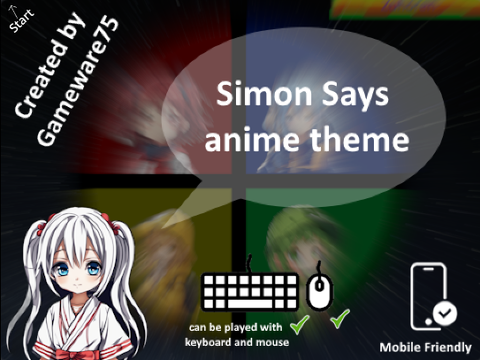 Start
Created by
Gameware75
Simon Says
anime theme
can be played with
keyboard and mouse
Mobile Friendly